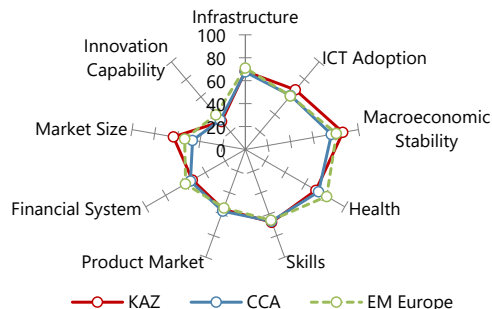 Infrastructure
100
80
60
40
20
0
ICT Adoption
Macroeconomic
Stability
Health
Skills
Product Market
Financial System
Market Size
Innovation
Capability
KAZ
CCA
EM Europe